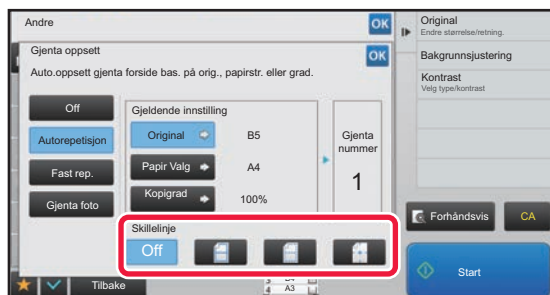 Andre
OK
Gjenta oppsett
OK
Auto.oppsett gjenta forside bas. på orig., papirstr. eller grad.
Off
Autorepetisjon
Fast rep.
Gjenta foto
Gjeldende innstilling
Original
B5
Papir Valg
A4
Kopigrad
100%
Gjenta
nummer
1
Skillelinje
Off
Tilbake
4 A3
Original
Endre størrelse/retning.
Bakgrunnsjustering
Kontrast
Velg type/kontrast
Forhåndsvis
CA
Start